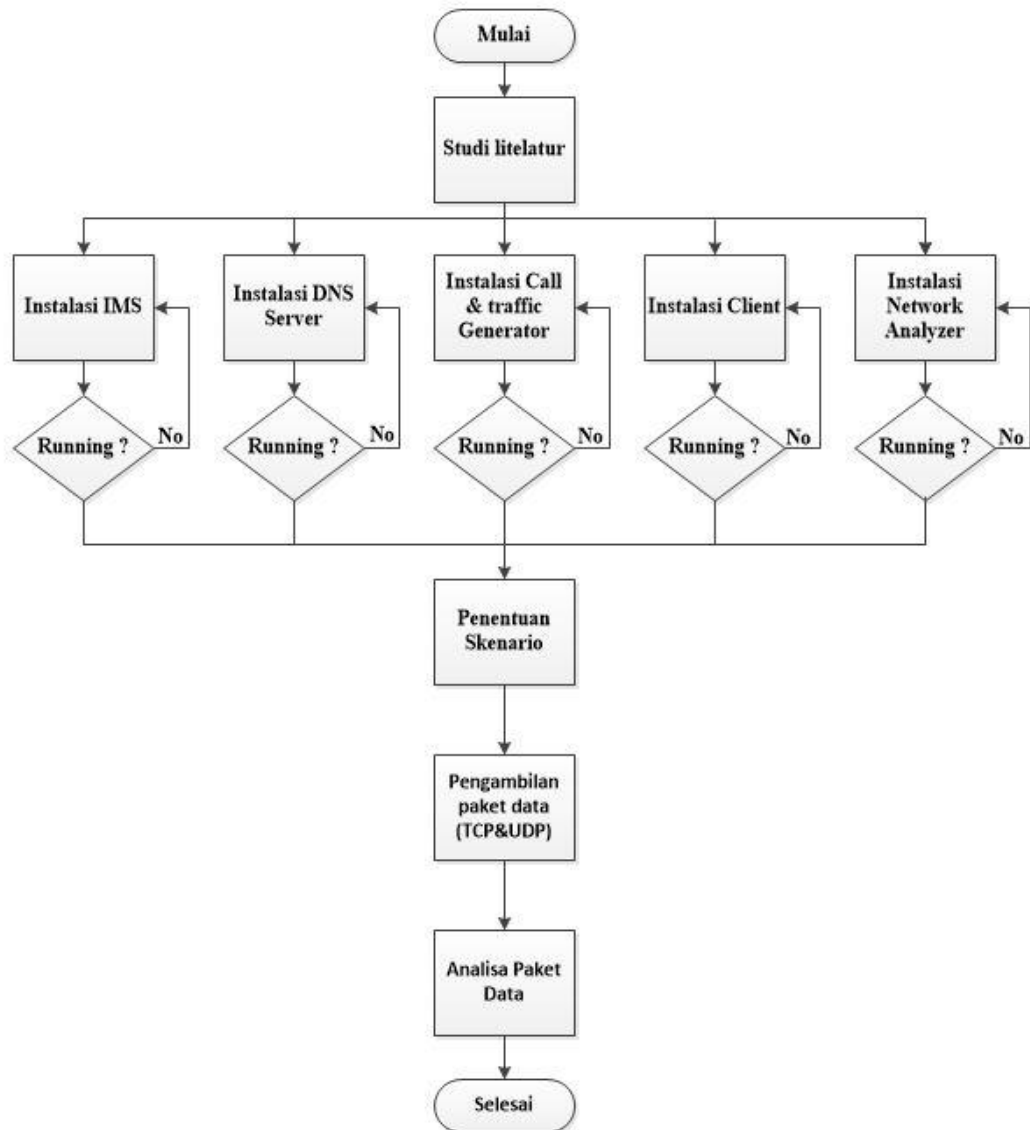 Mulai
Studi litelatur
Instalasi IMS
Instalasi DNS
Server
Instalasi Call
& traffic
Generator
Instalasi Client
Instalasi
Network
Analyzer
Running ?
No
Running ?
No
Running ?
No
Running ?
No
Running ?
No
Penentuan
Skenario
Pengambilan
paket data
(TCP&UDP)
Analisa Paket
Data
Selesai